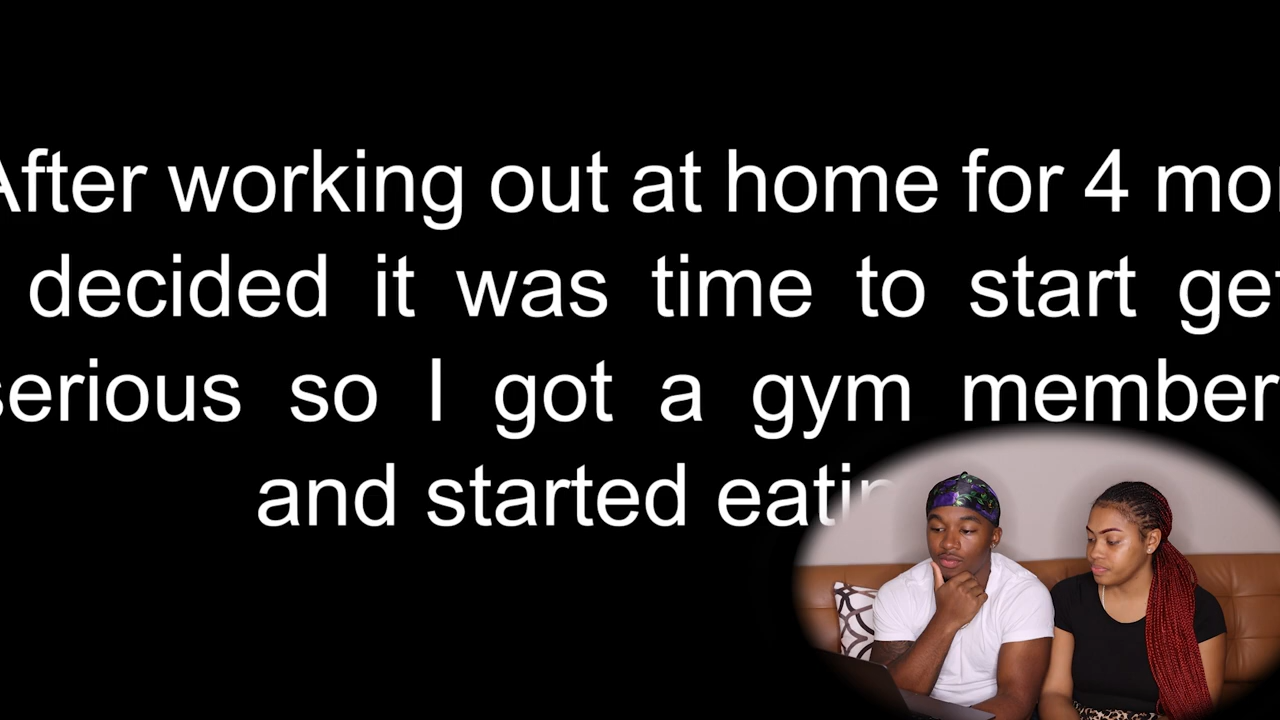 After working out at home for 4
decided it was time to start
serious so I got a gym
and started